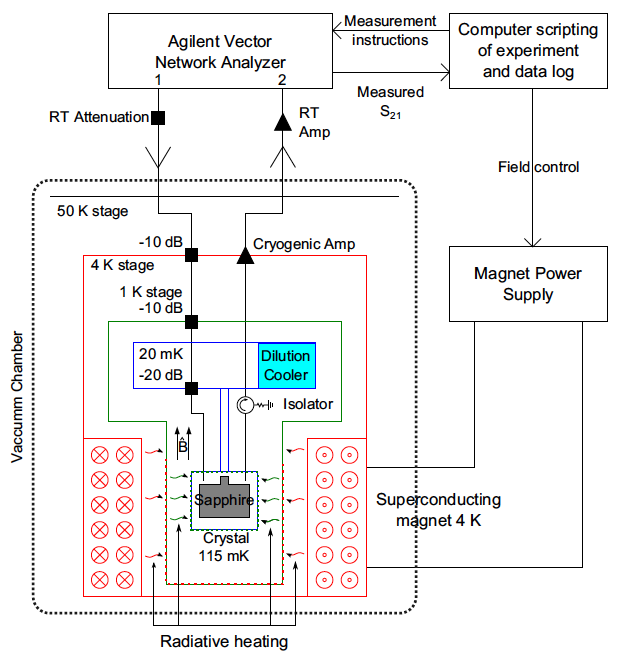 Agilent Vector
Network Analyzer
1
2
Measurement
instructions
Measured
S21
Computer scripting
of experiment
and data log
RT Attenuation
RT
Amp
Field control
50 K stage
-10 dB
Cryogenic Amp
4 K stage
1 K stage
-10 dB
Magnet Power
Supply
20 mK
-20 dB
Dilution
Cooler
Isolator
B̂
Vaccumm Chamber
Sapphire
Crystal
115 mK
Superconducting
magnet 4 K
Radiative heating